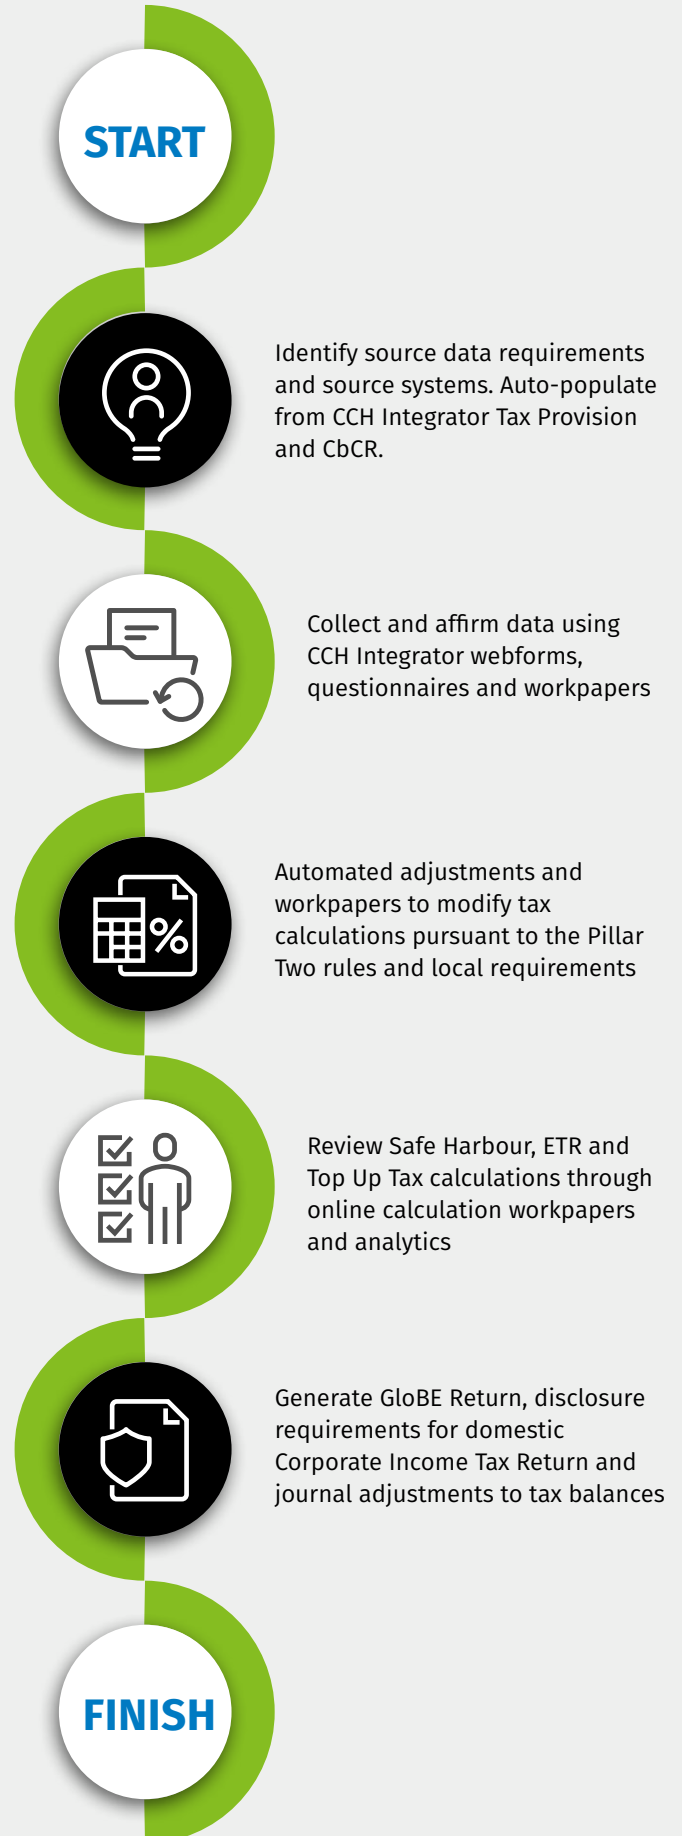 START
Identify source data requirements
and source systems. Auto-populate
from CCH Integrator Tax Provision
and CbCR.
Collect and affirm data using
CCH Integrator webforms,
questionnaires and workpapers
Automated adjustments and
workpapers to modify tax
calculations pursuant to the Pillar
Two rules and local requirements
%
Review Safe Harbour, ETR and
Top Up Tax calculations through
online calculation workpapers
and analytics
Generate GloBE Return, disclosure
requirements for domestic
Corporate Income Tax Return and
journal adjustments to tax balances
FINISH